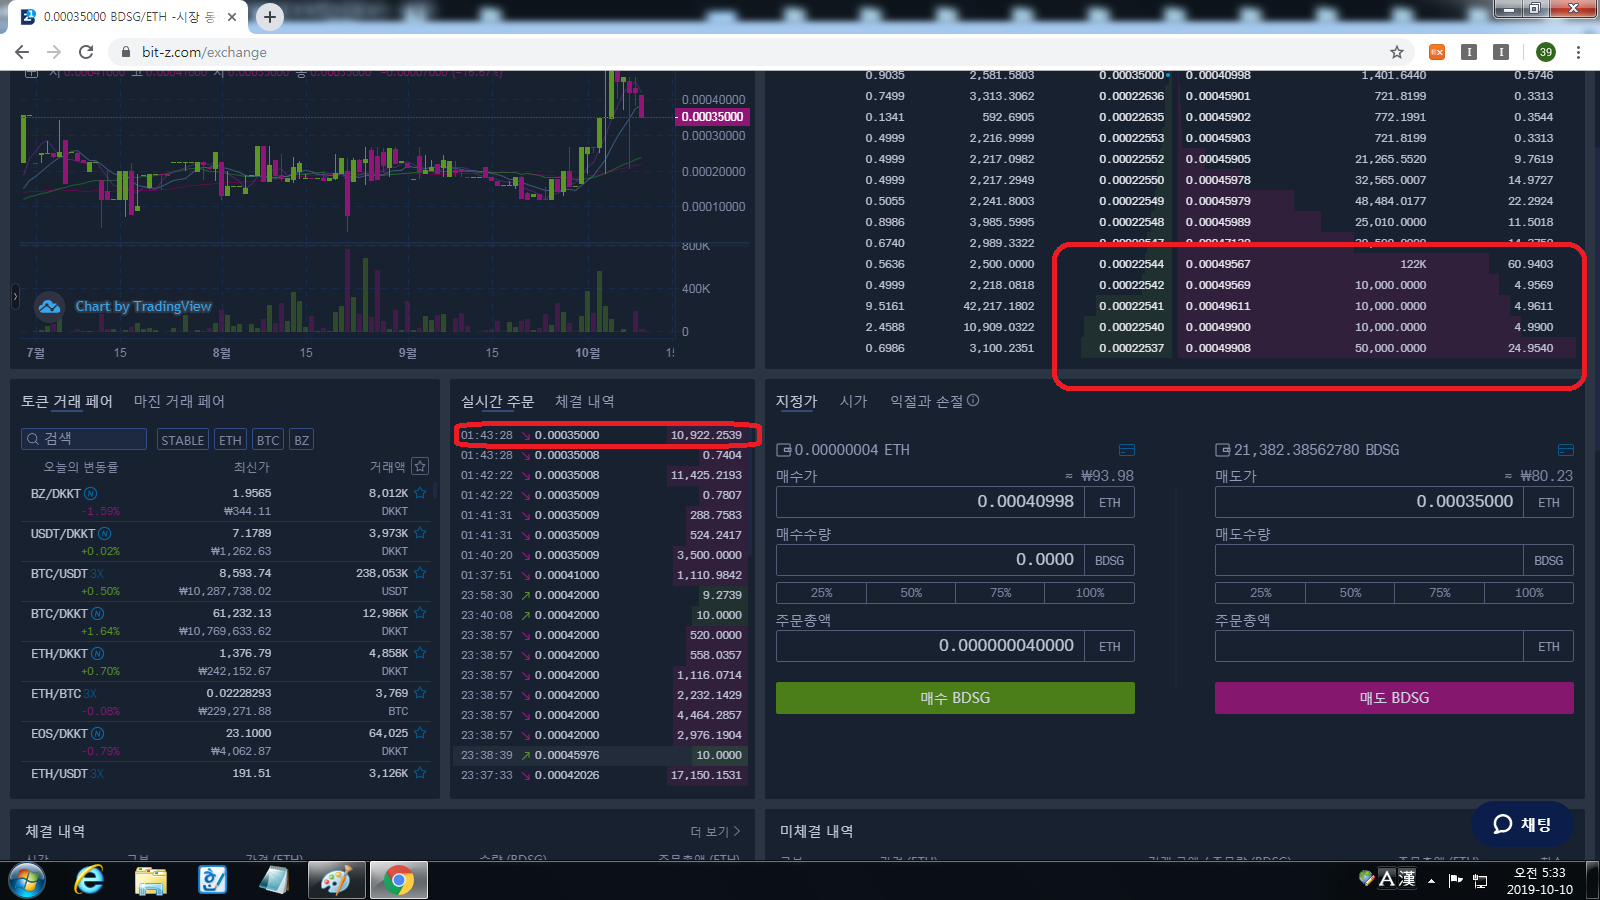 0.00035000 BDSG/ETH -시장 동
bit-z.com/exchange
39
0.00040000
0.00035000
0.00030000
0.00020000
0.00010000
800K
400K
0
Chart by TradingView
7월 15 8월 15 9월 15 10월
0.9035 2,581.5803 0.00035000 0.00040998 1,401.6440 0.5746
0.7499 3,313.3062 0.00022636 0.00045901 721.8199 0.3313
0.1341 592.6905 0.00022635 0.00045902 772.1991 0.3544
0.4999 2,216.9999 0.00022553 0.00045903 721.8199 0.3313
0.4999 2,217.0982 0.00022552 0.00045905 21,265.5520 9.7619
0.4999 2,217.2949 0.00022550 0.00045978 32,565.0007 14.9727
0.5055 2,241.8003 0.00022549 0.00045979 48,484.0177 22.2924
0.8986 3,985.5995 0.00022548 0.00045989 25,010.0000 11.5018
0.6740 2,989.3322
0.5636 2,500.0000 0.00022544 0.00049567 122K 60.9403
0.4999 2,218.0818 0.00022542 0.00049569 10,000.0000 4.9569
9.5161 42,217.1802 0.00022541 0.00049611 10,000.0000 4.9611
2.4588 10,909.0322 0.00022540 0.00049900 10,000.0000 4.9900
0.6986 3,100.2351 0.00022537 0.00049908 50,000.0000 24.9540
토큰 거래 페어 마진 거래 페어
검색 STABLE ETH BTC BZ
오늘의 변동률 최신가 거래액
BZ/DKKT N 1.9565 8,012K
-1.59% ₩344.11 DKKT
USDT/DKKT N 7.1789 3,973K
+0.02% ₩1,262.63 DKKT
BTC/USDT 3X 8,593.74 238,053K
+0.50% ₩10,287,738.02 USDT
BTC/DKKT N 61,232.13 12,986K
+1.64% ₩10,769,633.62 DKKT
ETH/DKKT N 1,376.79 4,858K
+0.70% ₩242,152.67 DKKT
ETH/BTC 3X 0.02228293 3,769
-0.08% ₩229,271.88 BTC
EOS/DKKT N 23.1000 64,025
-0.79% ₩4,062.87 DKKT
ETH/USDT 3X 191.51 3,126K
실시간 주문 체결 내역
01:43:28 ↘ 0.00035000 10,922.2539
01:43:28 ↘ 0.00035008 0.7404
01:42:22 ↘ 0.00035008 11,425.2193
01:42:22 ↘ 0.00035009 0.7807
01:41:31 ↘ 0.00035009 288.7583
01:41:31 ↘ 0.00035009 524.2417
01:40:20 ↘ 0.00035009 3,500.0000
01:37:51 ↘ 0.00041000 1,110.9842
23:58:30 ↗ 0.00042000 9.2739
23:40:08 ↗ 0.00042000 10.0000
23:38:57 ↘ 0.00042000 520.0000
23:38:57 ↘ 0.00042000 558.0357
23:38:57 ↘ 0.00042000 1,116.0714
23:38:57 ↘ 0.00042000 2,232.1429
23:38:57 ↘ 0.00042000 4,464.2857
23:38:57 ↘ 0.00042000 2,976.1904
23:38:39 ↗ 0.00045976 10.0000
23:37:33 ↘ 0.00042026 17,150.1531
지정가 시가 익절과 손절
0.00000004 ETH
매수가 ≈ ₩93.98
0.00040998 ETH
매수수량
0.0000 BDSG
25% 50% 75% 100%
주문총액
0.000000040000 ETH
매수 BDSG
21,382.38562780 BDSG
매도가 ≈ ₩80.23
0.00035000 ETH
매도수량
BDSG
25% 50% 75% 100%
주문총액
ETH
매도 BDSG
체결 내역 더 보기
미체결 내역
채팅
A 漢
오전 5:33
2019-10-10